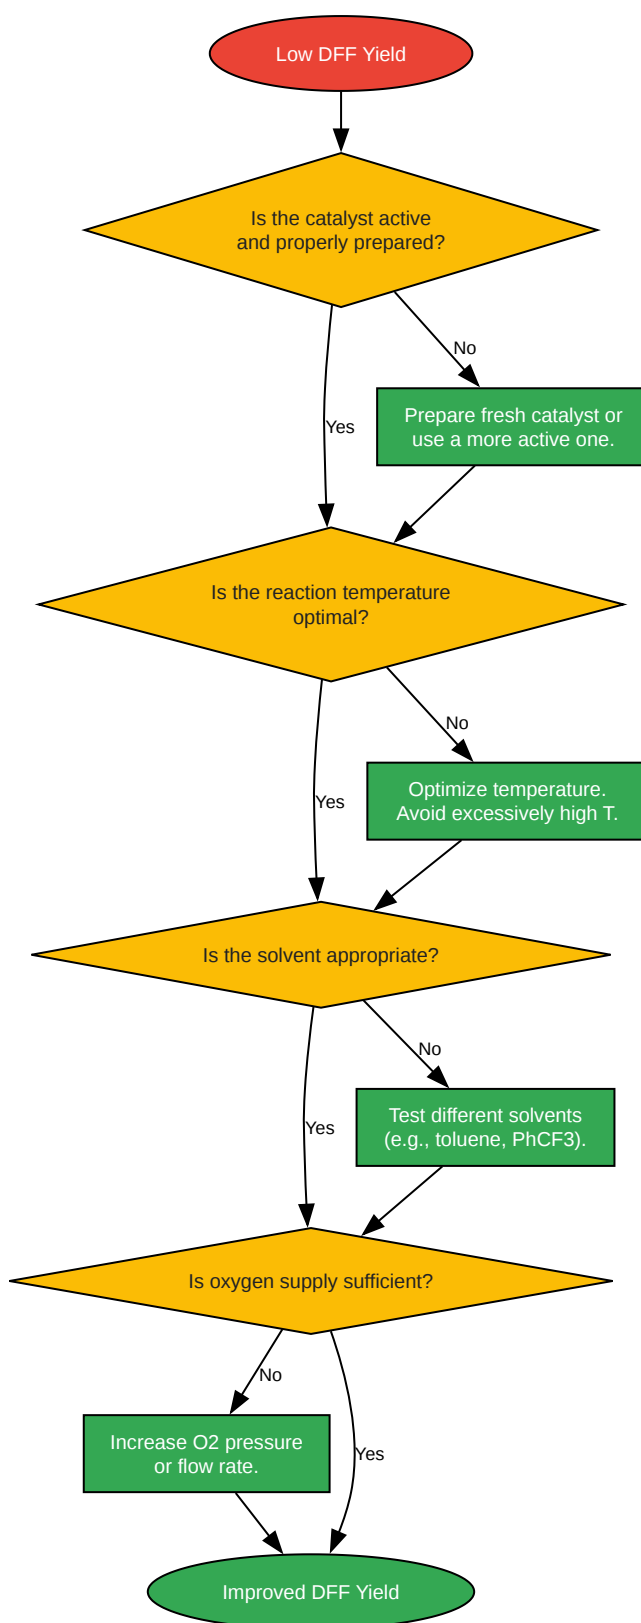 Low DFF Yield
Is the catalyst active
and properly prepared?
No
Yes
Prepare fresh catalyst or
use a more active one.
Is the reaction temperature
optimal?
No
Yes
Optimize temperature.
Avoid excessively high T.
Is the solvent appropriate?
No
Yes
Test different solvents
(e.g., toluene, PhCF3).
Is oxygen supply sufficient?
No
Yes
Increase O2 pressure
or flow rate.
Improved DFF Yield